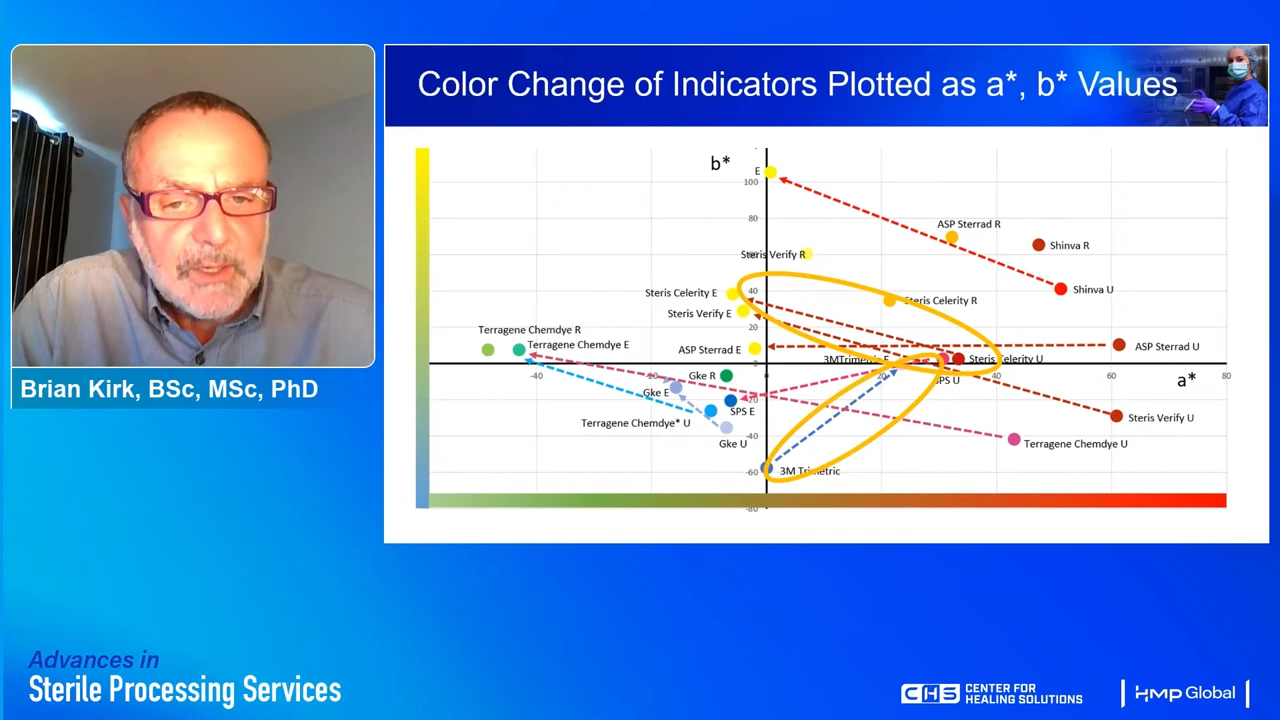 Color Change of Indicators Plotted as a*, b* Values
b*
E
100
ASP Sterrad R
80
Shinva R
Steris Verify R
Shinva U
Steris Celerity E
40
Steris Celerity R
Steris Verify E
20
Terragene Chemdye R
Terragene Chemdye E
ASP Sterrad E
ASP Sterrad U
Steris Celerity U
-40
-20
0
20
40
60
80
Gke R
SPS U
a*
Gke E
-20
SPS E
Steris Verify U
Terragene Chemdye* U
Gke U
-40
Terragene Chemdye U
-60
3M Trimetric
-80
Brian Kirk, BSc, MSc, PhD
Advances in
Sterile Processing Services
CHS CENTER FOR
HEALING SOLUTIONS
HMP Global